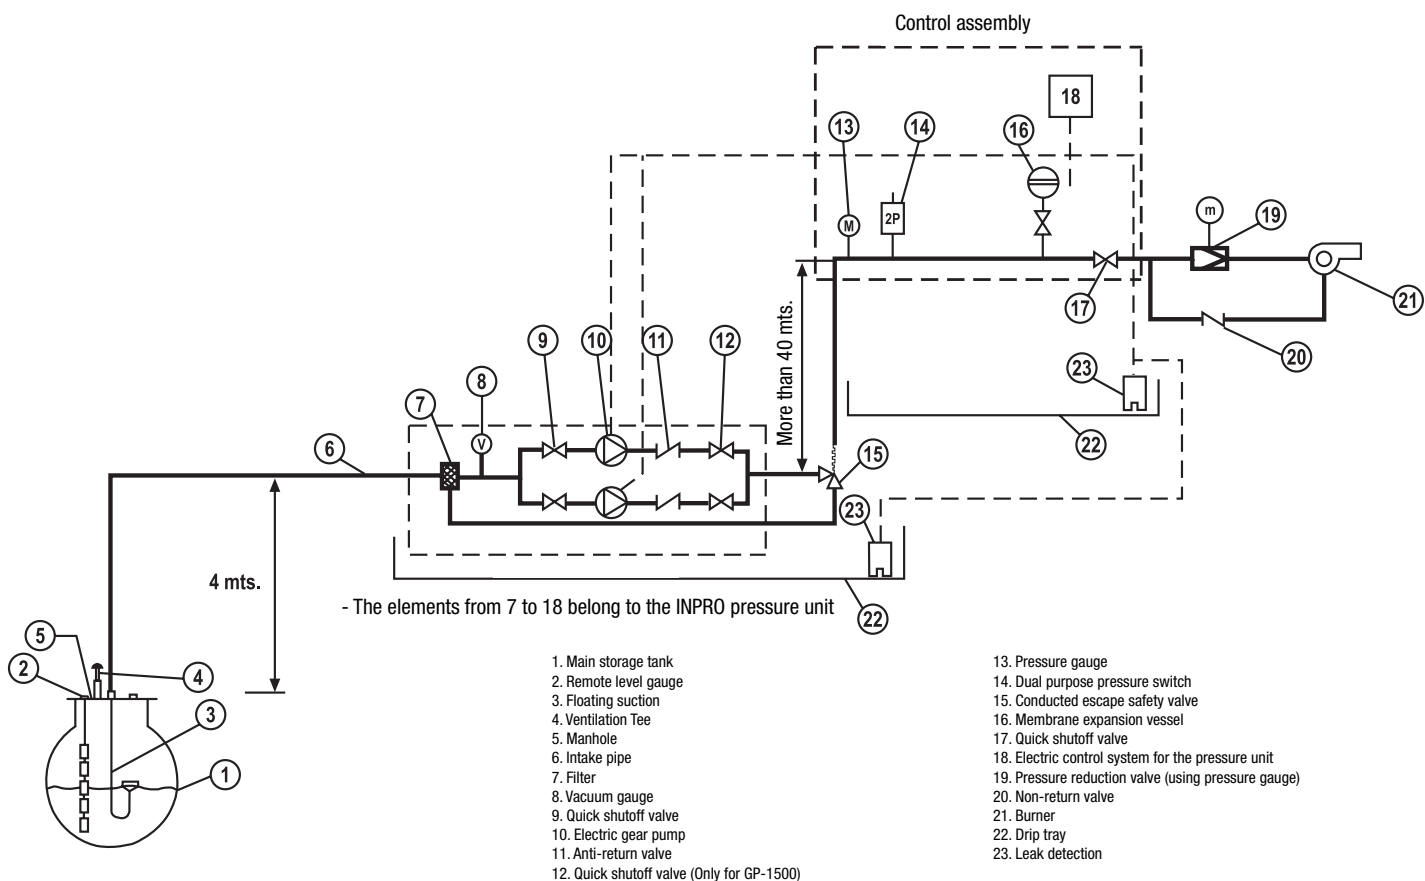 Control assembly
18
13
14
16
M
2P
m
19
17
21
20
More than 40 mts.
9
10
11
12
8
7
V
6
15
23
22
23
4 mts.
- The elements from 7 to 18 belong to the INPRO pressure unit
22
5
2
4
3
1
1. Main storage tank
2. Remote level gauge
3. Floating suction
4. Ventilation Tee
5. Manhole
6. Intake pipe
7. Filter
8. Vacuum gauge
9. Quick shutoff valve
10. Electric gear pump
11. Anti-return valve
12. Quick shutoff valve (Only for GP-1500)
13. Pressure gauge
14. Dual purpose pressure switch
15. Conducted escape safety valve
16. Membrane expansion vessel
17. Quick shutoff valve
18. Electric control system for the pressure unit
19. Pressure reduction valve (using pressure gauge)
20. Non-return valve
21. Burner
22. Drip tray
23. Leak detection